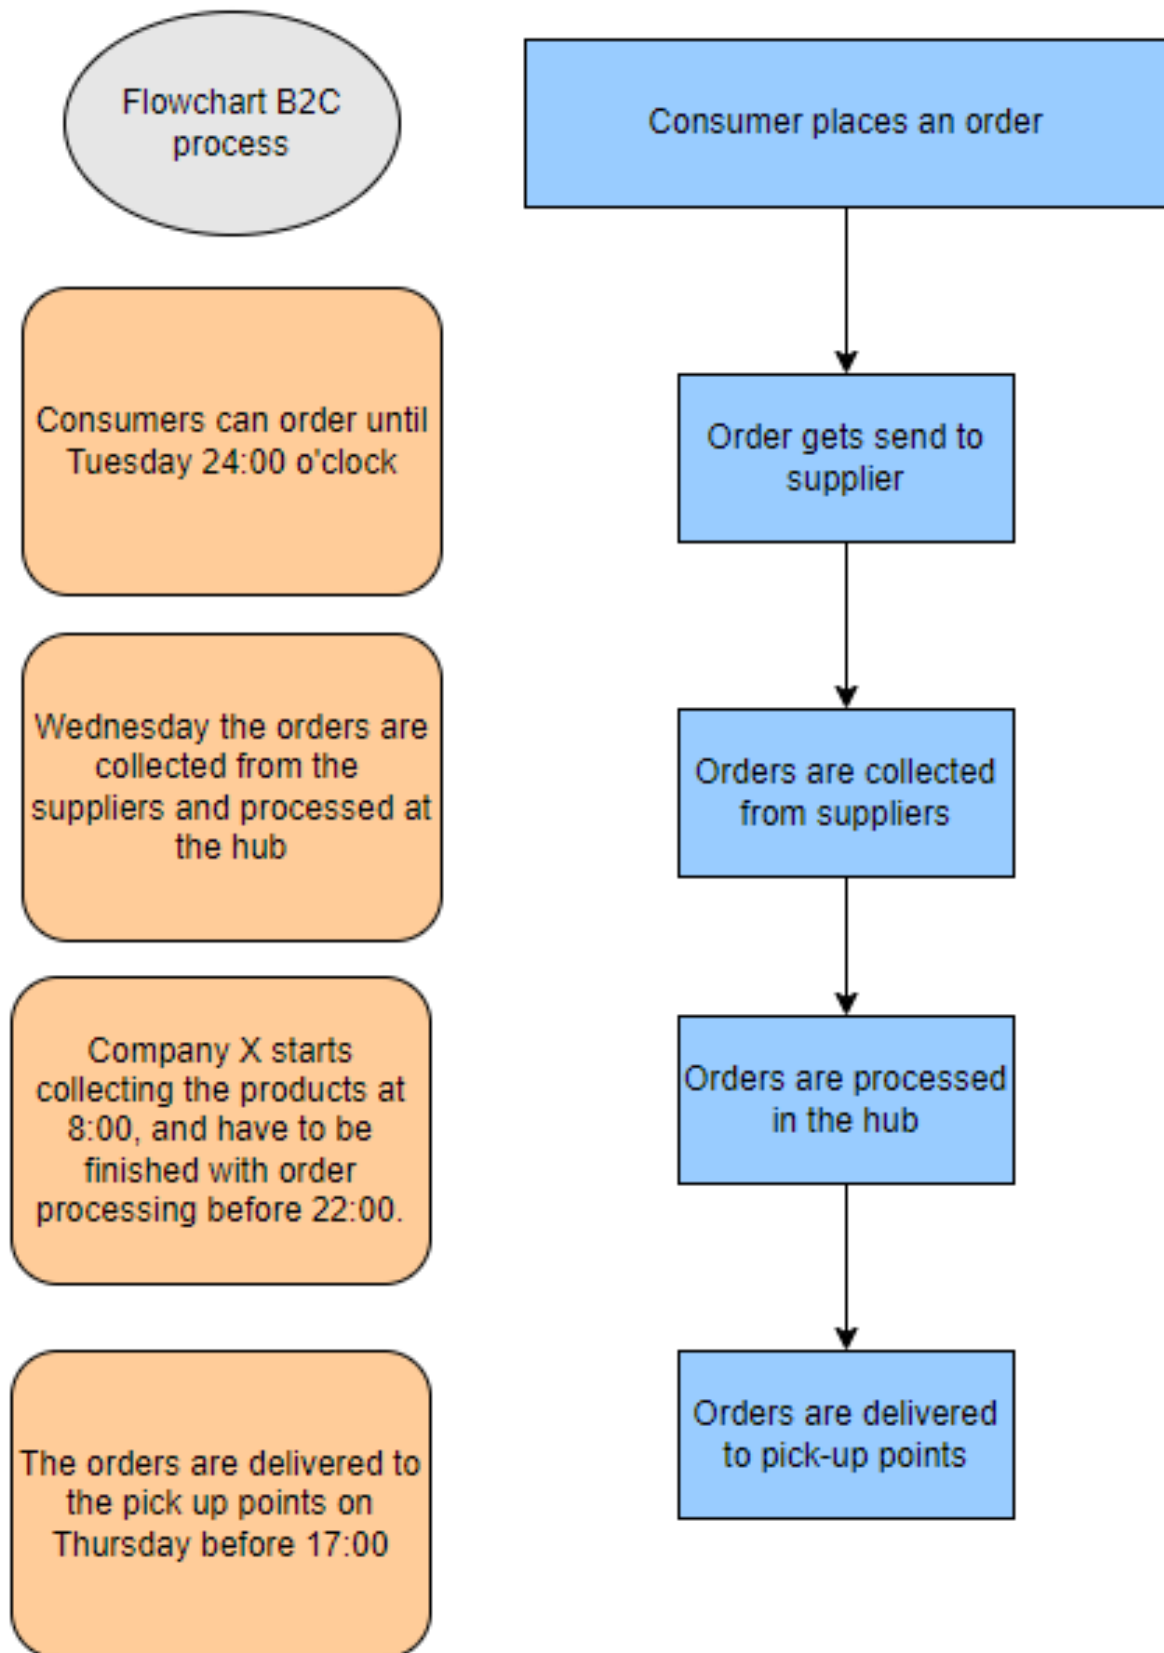 Flowchart B2C
process
Consumer places an order
Consumers can order until
Tuesday 24:00 o'clock
Order gets send to
supplier
Wednesday the orders are
collected from the
suppliers and processed at
the hub
Orders are collected
from suppliers
Company X starts
collecting the products at
8:00, and have to be
finished with order
processing before 22:00.
Orders are processed
in the hub
The orders are delivered to
the pick up points on
Thursday before 17:00
Orders are delivered
to pick-up points